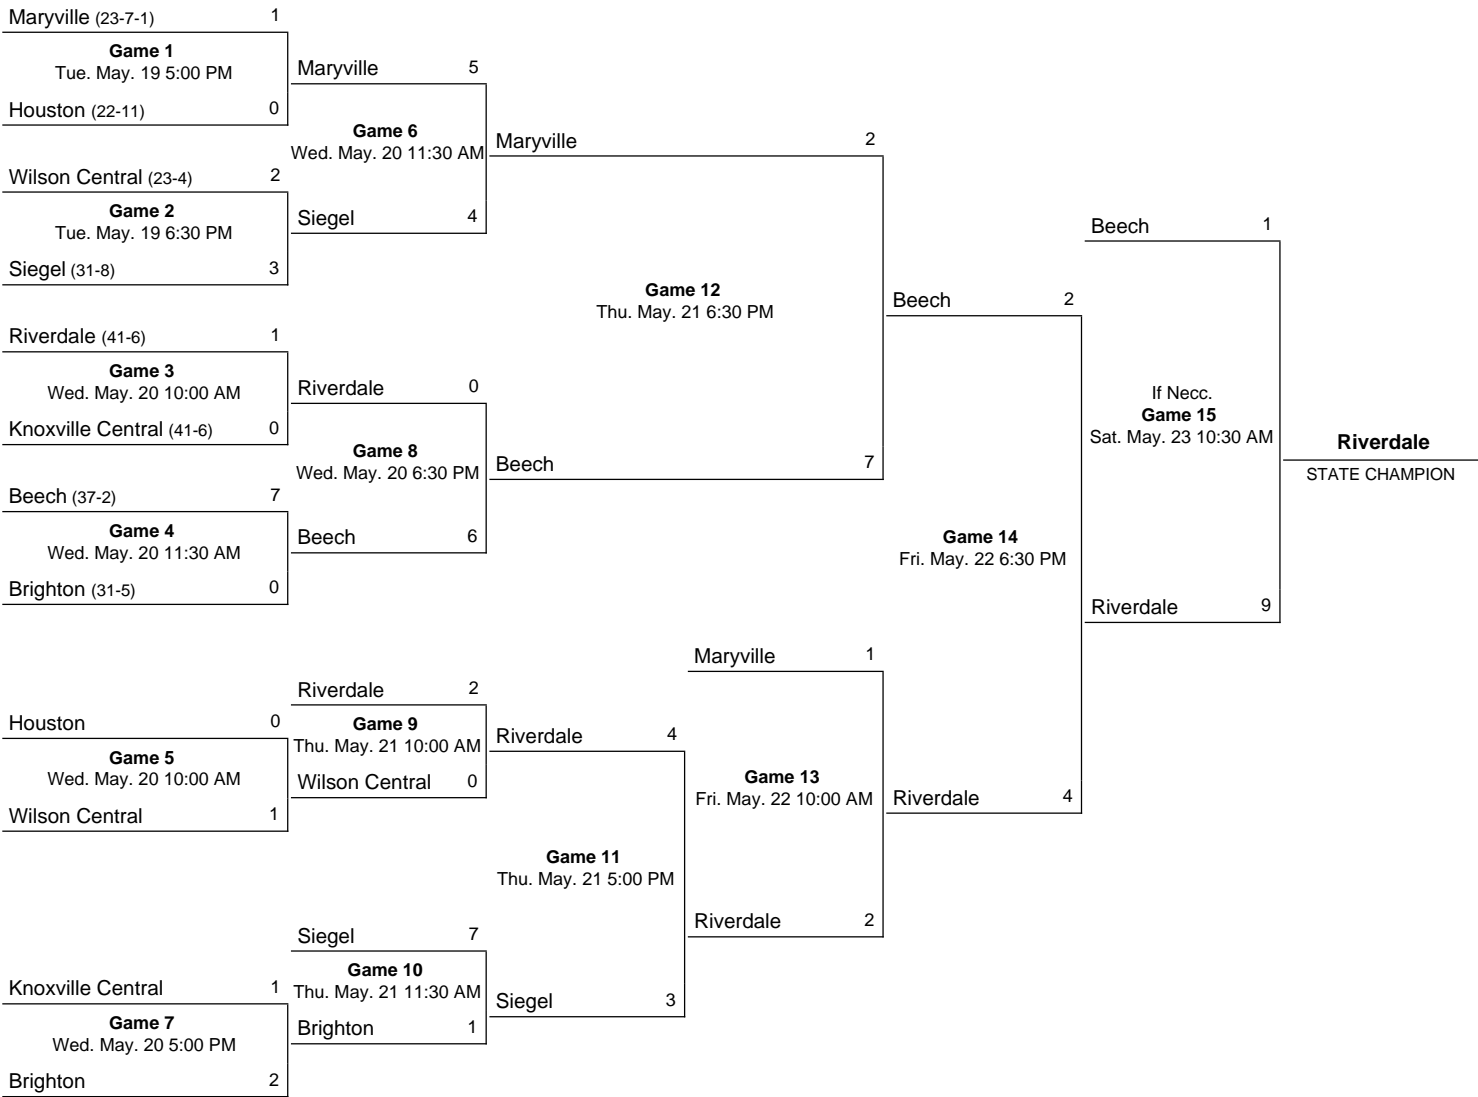 Maryville (23-7-1) 1
Game 1
Tue. May. 19 5:00 PM
Houston (22-11) 0
Wilson Central (23-4) 2
Game 2
Tue. May. 19 6:30 PM
Siegel (31-8) 3
Riverdale (41-6) 1
Game 3
Wed. May. 20 10:00 AM
Knoxville Central (41-6) 0
Beech (37-2) 7
Game 4
Wed. May. 20 11:30 AM
Brighton (31-5) 0
Houston 0
Game 5
Wed. May. 20 10:00 AM
Wilson Central 1
Knoxville Central 1
Game 7
Wed. May. 20 5:00 PM
Brighton 2
Maryville 5
Game 6
Wed. May. 20 11:30 AM
Siegel 4
Riverdale 0
Game 8
Wed. May. 20 6:30 PM
Beech 6
Riverdale 2
Game 9
Thu. May. 21 10:00 AM
Wilson Central 0
Siegel 7
Game 10
Thu. May. 21 11:30 AM
Brighton 1
Maryville 2
Game 12
Thu. May. 21 6:30 PM
Beech 7
Riverdale 4
Game 11
Thu. May. 21 5:00 PM
Siegel 3
Maryville 1
Game 13
Fri. May. 22 10:00 AM
Riverdale 2
Beech 2
Game 14
Fri. May. 22 6:30 PM
Riverdale 4
Beech 1
If Necc.
Game 15
Sat. May. 23 10:30 AM
Riverdale 9
Riverdale
STATE CHAMPION